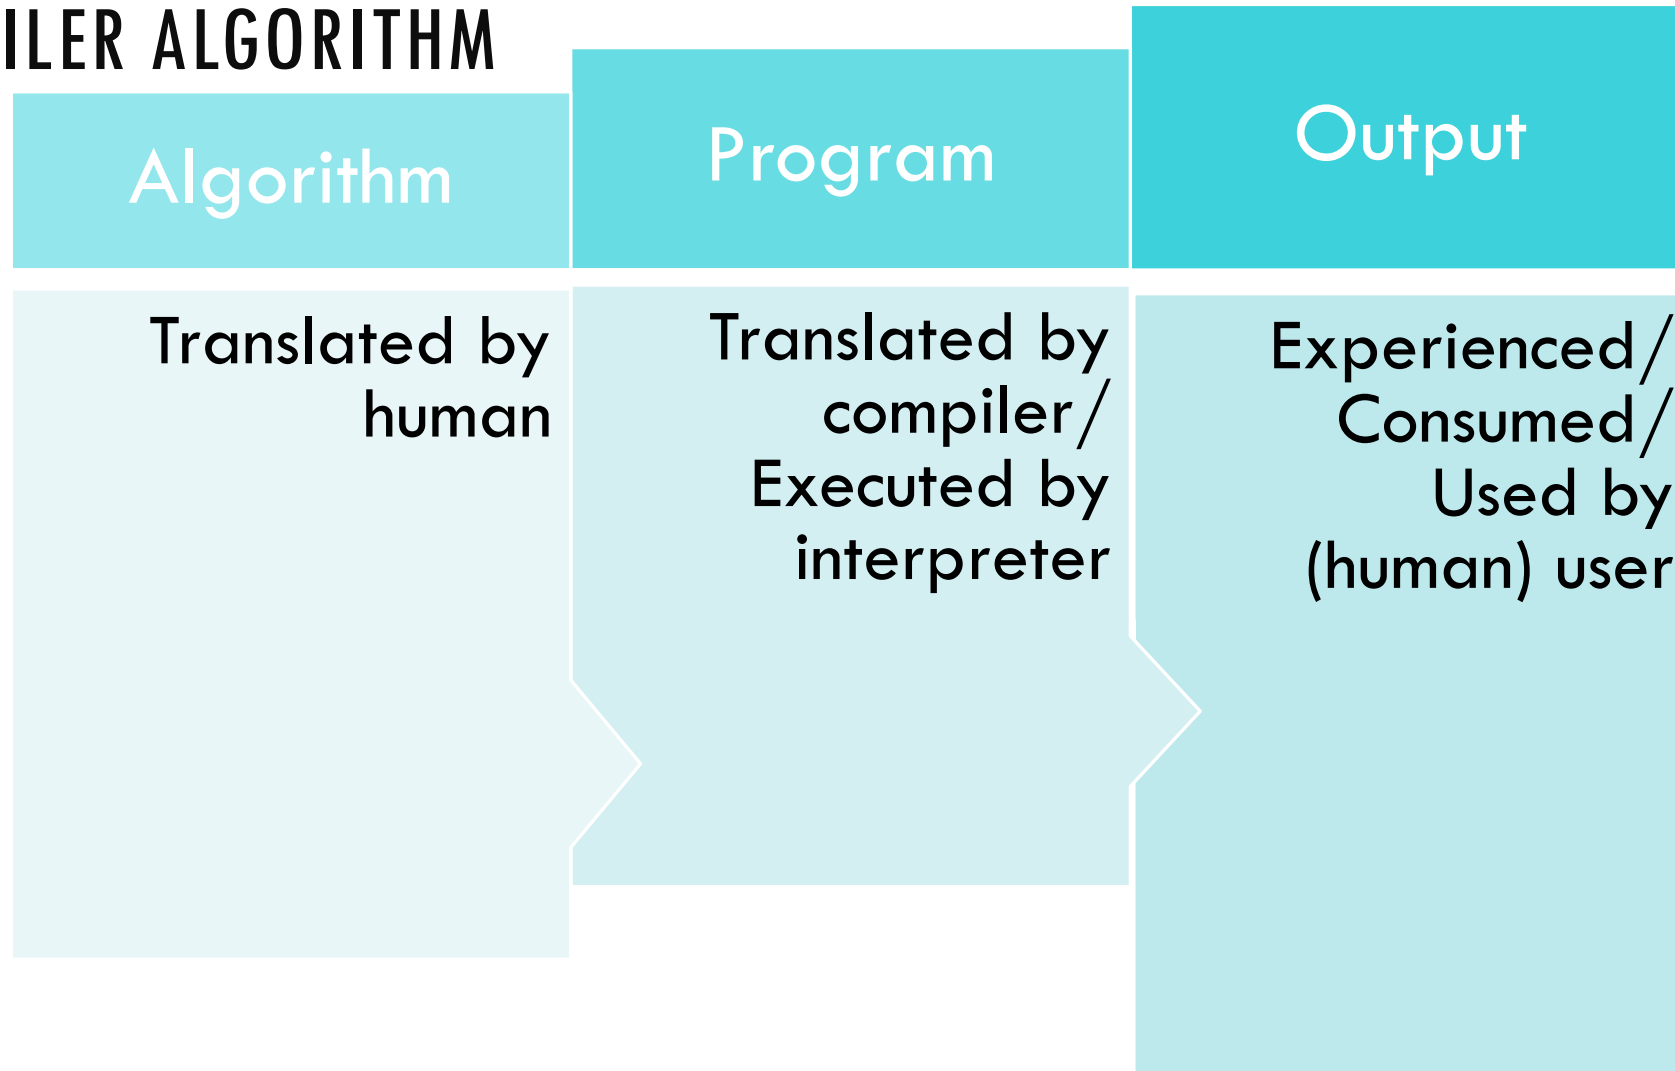 ILER ALGORITHM
Algorithm
Program
Output
Translated by
human
Translated by
compiler/
Executed by
interpreter
Experienced/
Consumed/
Used by
(human) user